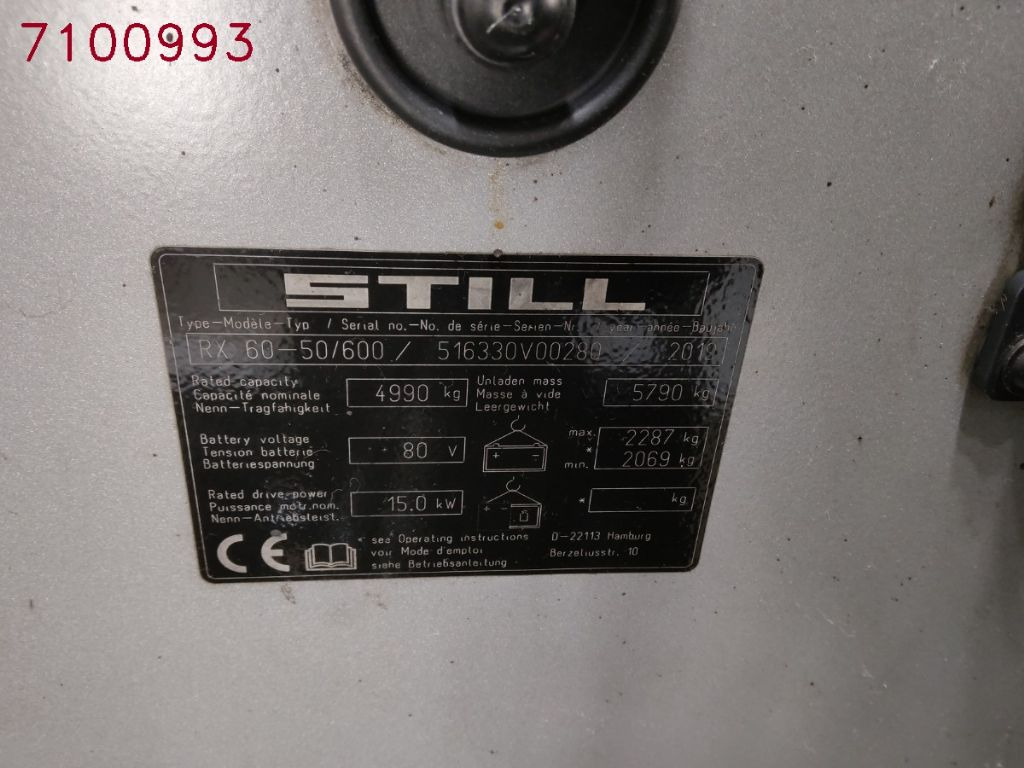 7100993
STILL
Type-Modèle-Typ / Serial no.-No. de série-Serien-Nr. / year-année-Baujahr
RX 60-50/600 / 516330V00280 / 2012
Rated capacity
Capacité nominale
Nenn-Tragfähigkeit
4990 kg
Unladen mass
Masse à vide
Leergewicht
5790 kg
Battery voltage
Tension batterie
Batteriespannung
80 V
+ -
max. 2287 kg
*
min. 2069 kg
Rated drive power
Puissance motr.nom.
Nenn-Antriebsleist.
15.0 kW
+ -
* kg
CE
* see Operating instructions
voir Mode d'emploi
siehe Betriebsanleitung
D-22113 Hamburg
Berzeliusstr. 10